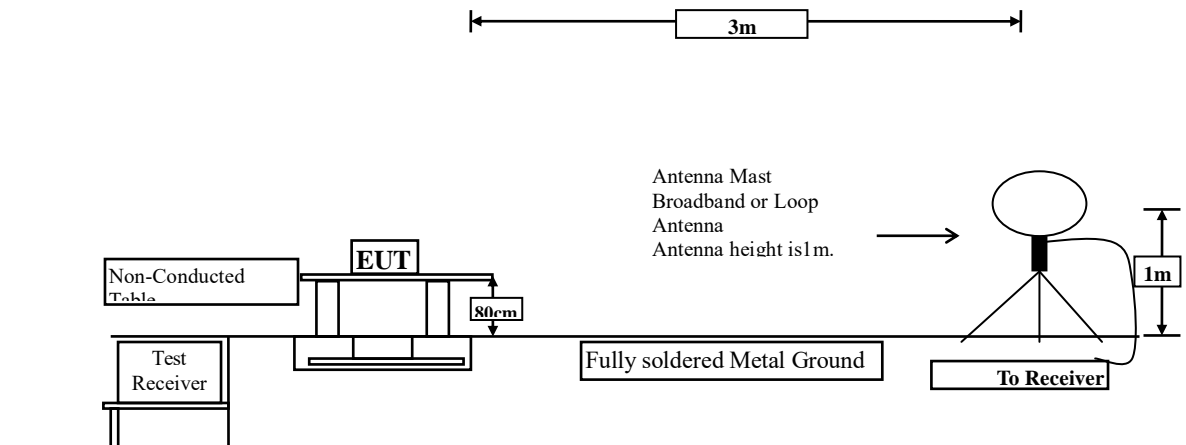 3m
Antenna Mast
Broadband or Loop
Antenna
Antenna height is1m.
EUT
Non-Conducted
Table
80cm
1m
Test
Receiver
Fully soldered Metal Ground
To Receiver